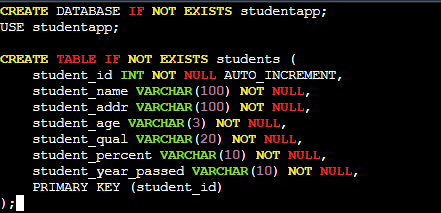 CREATE DATABASE IF NOT EXISTS studentapp;
USE studentapp;
CREATE TABLE IF NOT EXISTS students (
    student_id INT NOT NULL AUTO_INCREMENT,
    student_name VARCHAR(100) NOT NULL,
    student_addr VARCHAR(100) NOT NULL,
    student_age VARCHAR(3) NOT NULL,
    student_qual VARCHAR(20) NOT NULL,
    student_percent VARCHAR(10) NOT NULL,
    student_year_passed VARCHAR(10) NOT NULL,
    PRIMARY KEY (student_id)
);